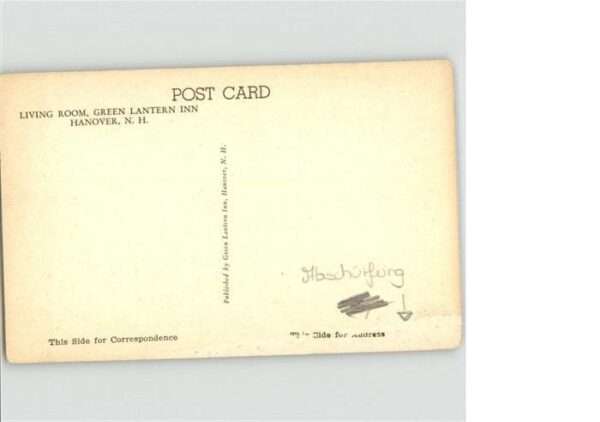 POST CARD
LIVING ROOM, GREEN LANTERN INN
HANOVER, N. H.
Published by Green Lantern Inn, Hanover, N. H.
Abschürfung
This Side for Correspondence
Side for Address